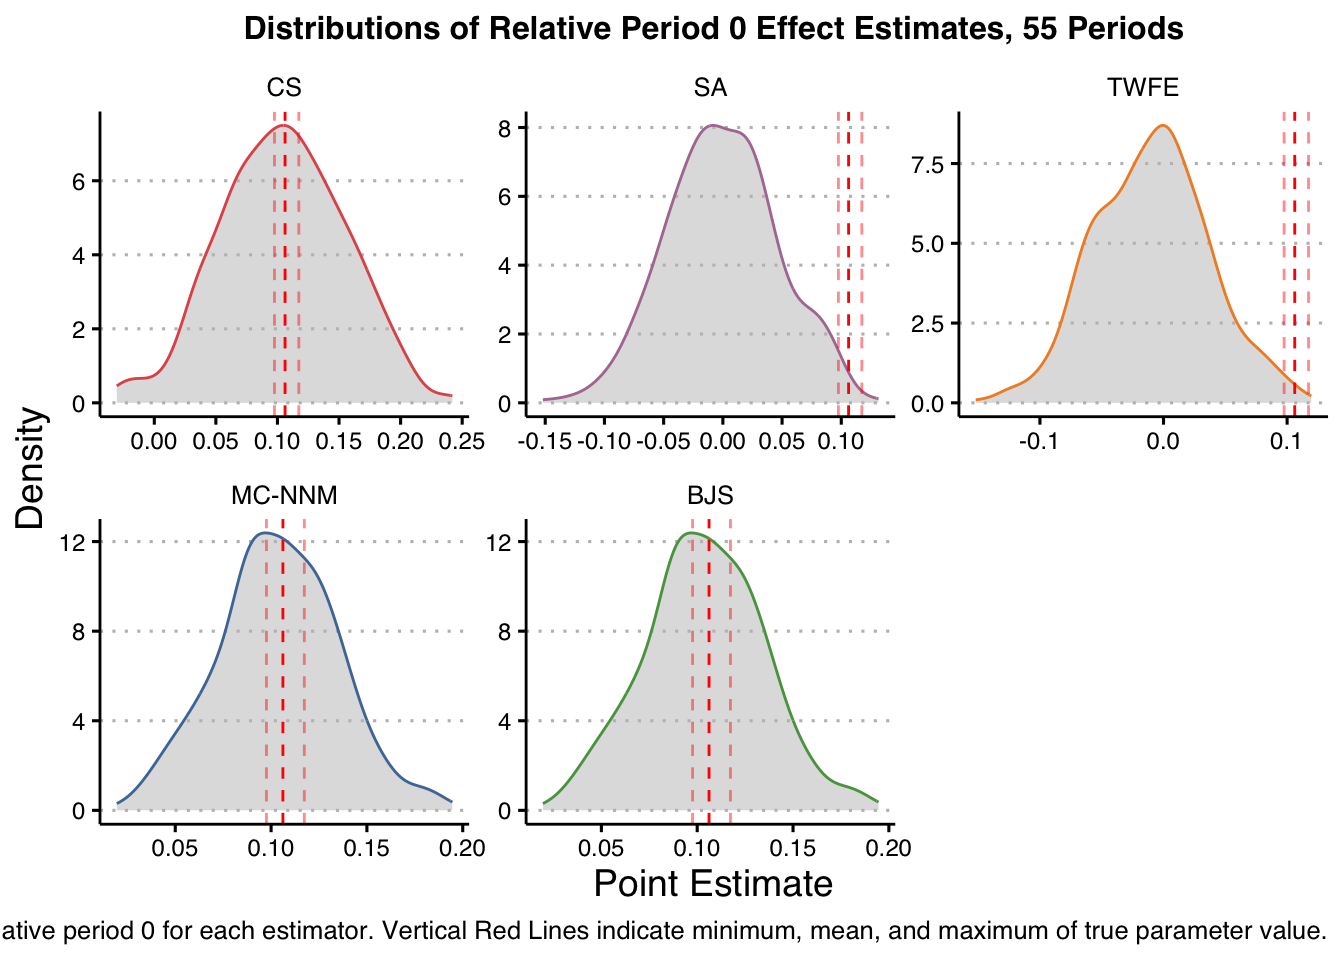 Distributions of Relative Period 0 Effect Estimates, 55 Periods
CS
SA
TWFE
6
4
2
0
0.00 0.05 0.10 0.15 0.20 0.25
8
6
4
2
0
-0.15 -0.10 -0.05 0.00 0.05 0.10
7.5
5.0
2.5
0.0
-0.1 0.0 0.1
Density
MC-NNM
BJS
12
8
4
0
0.05 0.10 0.15 0.20
12
8
4
0
0.05 0.10 0.15 0.20
Point Estimate
ative period 0 for each estimator. Vertical Red Lines indicate minimum, mean, and maximum of true parameter value.